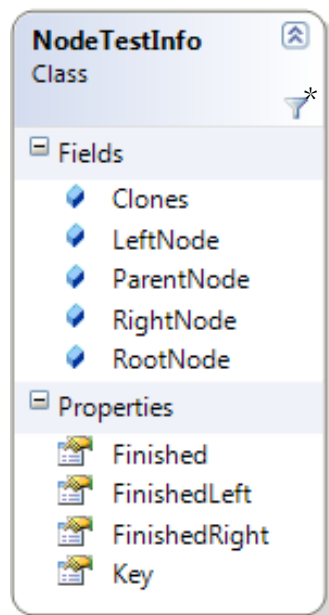 NodeTestInfo
Class
*
Fields
Clones
LeftNode
ParentNode
RightNode
RootNode
Properties
Finished
FinishedLeft
FinishedRight
Key